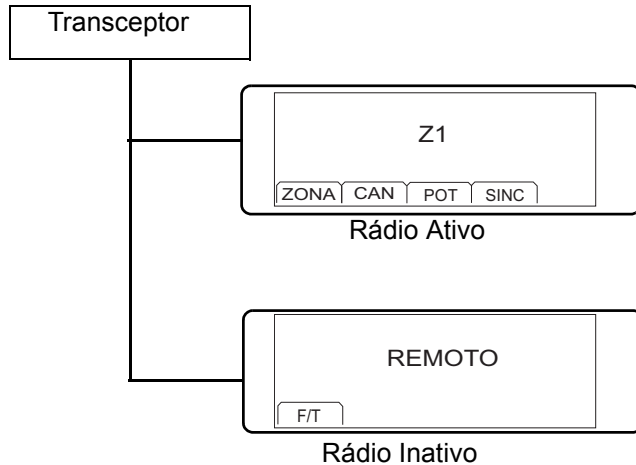 Transceptor
Z1
ZONA CAN POT SINC
Rádio Ativo
REMOTO
F/T
Rádio Inativo